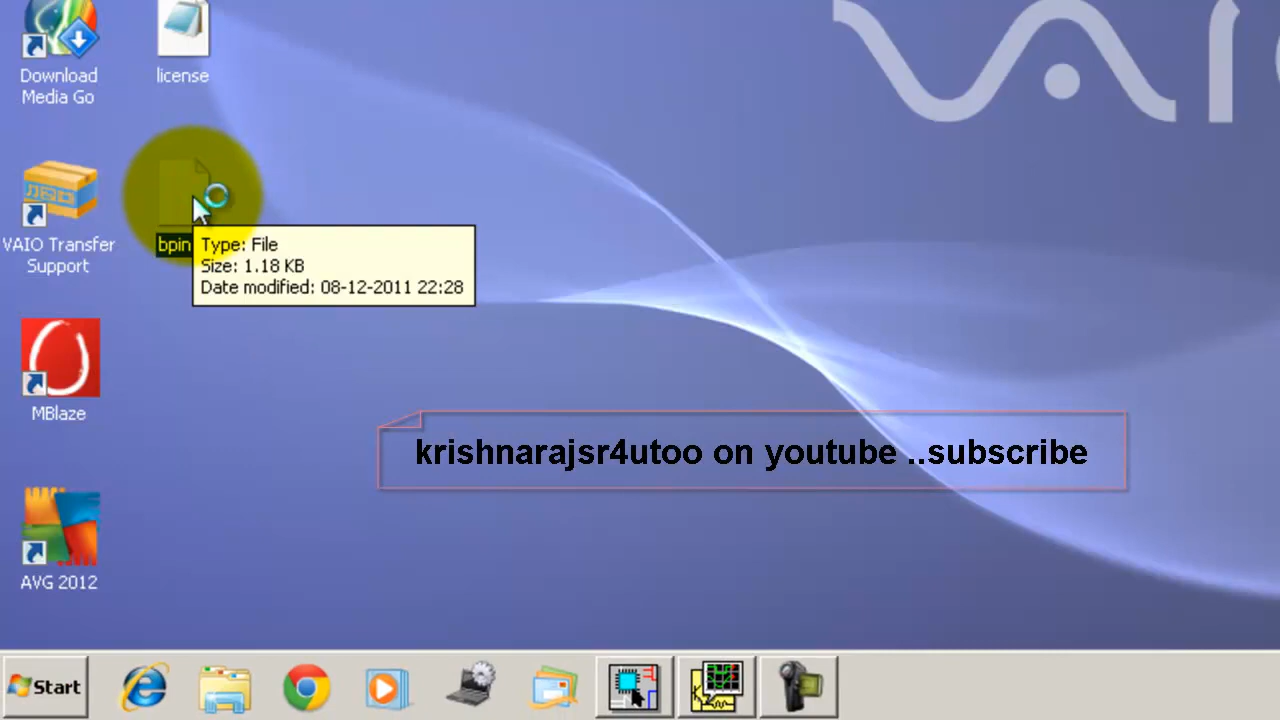 VAI
Download
Media Go
license
VAIO Transfer
Support
bpin
Type: File
Size: 1.18 KB
Date modified: 08-12-2011 22:28
MBlaze
krishnarajsr4utoo on youtube ..subscribe
AVG 2012
Start